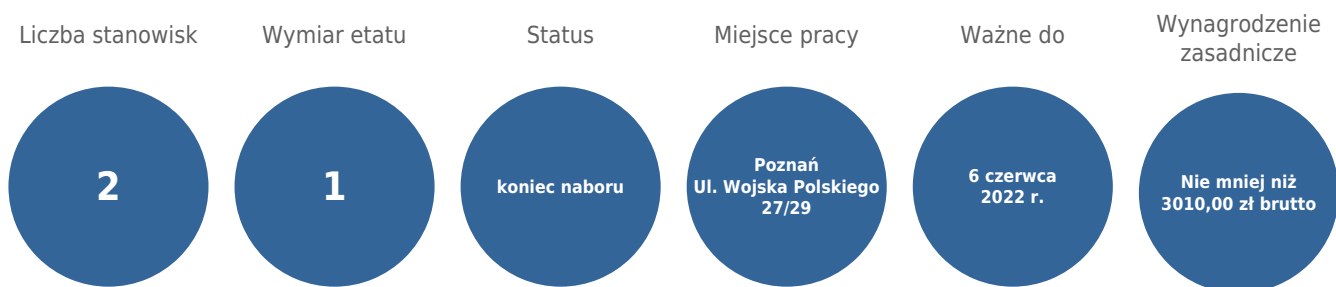 Liczba stanowisk
2
Wymiar etatu
1
Status
koniec naboru
Miejsce pracy
Poznań
Ul. Wojska Polskiego
27/29
Ważne do
6 czerwca
2022 r.
Wynagrodzenie
zasadnicze
Nie mniej niż
3010,00 zł brutto